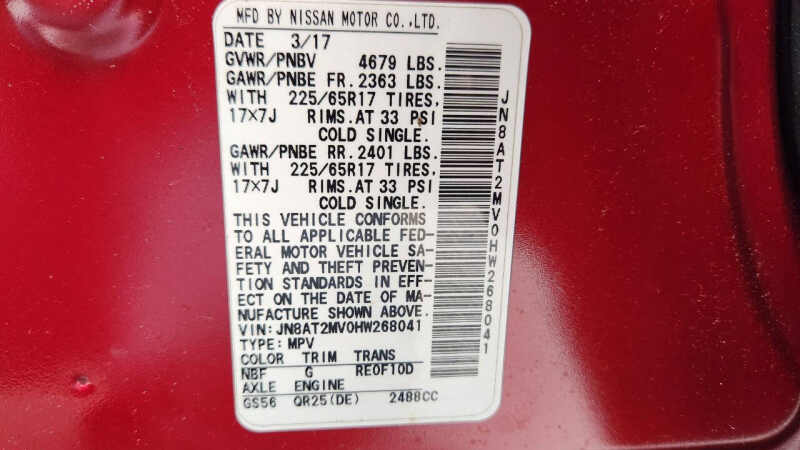 MFD BY NISSAN MOTOR CO.,LTD.
DATE 3/17
GVWR/PNBV 4679 LBS.
GAWR/PNBE FR. 2363 LBS.
WITH 225/65R17 TIRES,
17×7J RIMS.AT 33 PSI
COLD SINGLE.
GAWR/PNBE RR. 2401 LBS.
WITH 225/65R17 TIRES,
17×7J RIMS.AT 33 PSI
COLD SINGLE.
THIS VEHICLE CONFORMS
TO ALL APPLICABLE FED-
ERAL MOTOR VEHICLE SA-
FETY AND THEFT PREVEN-
TION STANDARDS IN EFF-
ECT ON THE DATE OF MA-
NUFACTURE SHOWN ABOVE.
VIN: JN8AT2MV0HW268041
TYPE: MPV
COLOR TRIM TRANS
NBF G RE0F10D
AXLE ENGINE
GS56 QR25(DE) 2488CC
JN8AT2MV0HW268041